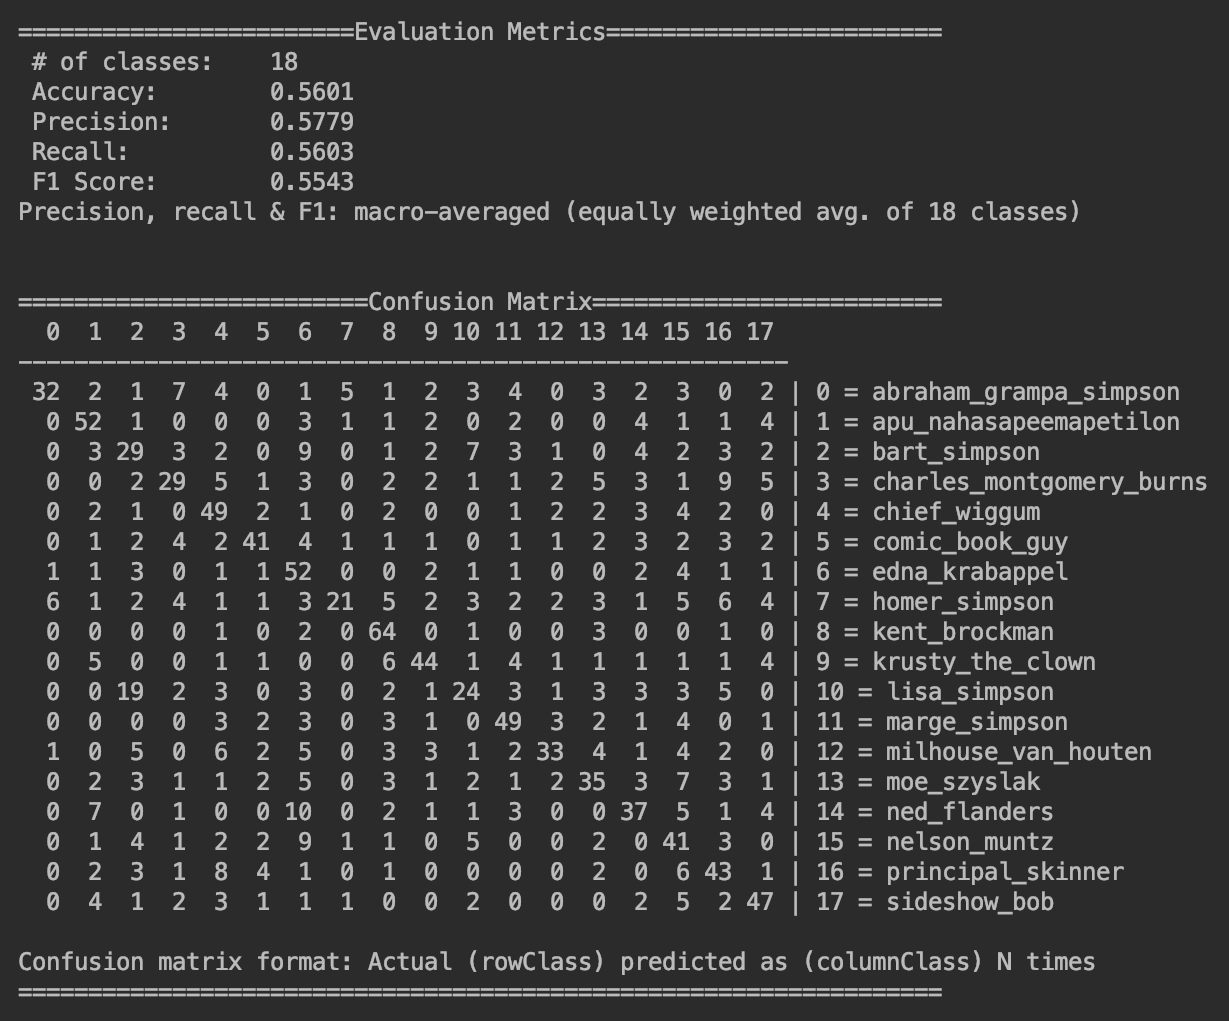 ========================Evaluation Metrics========================
 # of classes:    18
 Accuracy:        0.5601
 Precision:       0.5779
 Recall:          0.5603
 F1 Score:        0.5543
Precision, recall & F1: macro-averaged (equally weighted avg. of 18 classes)
=========================Confusion Matrix=========================
  0  1  2  3  4  5  6  7  8  9 10 11 12 13 14 15 16 17
-------------------------------------------------------
 32  2  1  7  4  0  1  5  1  2  3  4  0  3  2  3  0  2 | 0 = abraham_grampa_simpson
  0 52  1  0  0  0  3  1  1  2  0  2  0  0  4  1  1  4 | 1 = apu_nahasapeemapetilon
  0  3 29  3  2  0  9  0  1  2  7  3  1  0  4  2  3  2 | 2 = bart_simpson
  0  0  2 29  5  1  3  0  2  2  1  1  2  5  3  1  9  5 | 3 = charles_montgomery_burns
  0  2  1  0 49  2  1  0  2  0  0  1  2  2  3  4  2  0 | 4 = chief_wiggum
  0  1  2  4  2 41  4  1  1  1  0  1  1  2  3  2  3  2 | 5 = comic_book_guy
  1  1  3  0  1  1 52  0  0  2  1  1  0  0  2  4  1  1 | 6 = edna_krabappel
  6  1  2  4  1  1  3 21  5  2  3  2  2  3  1  5  6  4 | 7 = homer_simpson
  0  0  0  0  1  0  2  0 64  0  1  0  0  3  0  0  1  0 | 8 = kent_brockman
  0  5  0  0  1  1  0  0  6 44  1  4  1  1  1  1  1  4 | 9 = krusty_the_clown
  0  0 19  2  3  0  3  0  2  1 24  3  1  3  3  3  5  0 | 10 = lisa_simpson
  0  0  0  0  3  2  3  0  3  1  0 49  3  2  1  4  0  1 | 11 = marge_simpson
  1  0  5  0  6  2  5  0  3  3  1  2 33  4  1  4  2  0 | 12 = milhouse_van_houten
  0  2  3  1  1  2  5  0  3  1  2  1  2 35  3  7  3  1 | 13 = moe_szyslak
  0  7  0  1  0  0 10  0  2  1  1  3  0  0 37  5  1  4 | 14 = ned_flanders
  0  1  4  1  2  2  9  1  1  0  5  0  0  2  0 41  3  0 | 15 = nelson_muntz
  0  2  3  1  8  4  1  0  1  0  0  0  0  2  0  6 43  1 | 16 = principal_skinner
  0  4  1  2  3  1  1  1  0  0  2  0  0  0  2  5  2 47 | 17 = sideshow_bob
Confusion matrix format: Actual (rowClass) predicted as (columnClass) N times
==================================================================